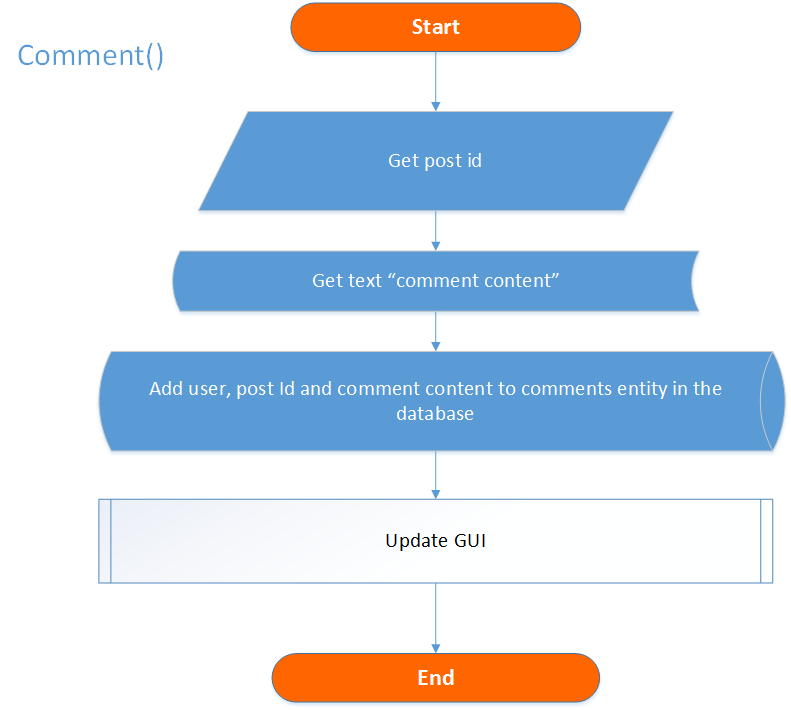 Start
Comment()
Get post id
Get text “comment content”
Add user, post Id and comment content to comments entity in the
database
Update GUI
End